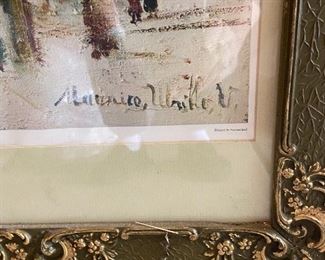 Maurice, Utrillo, V.